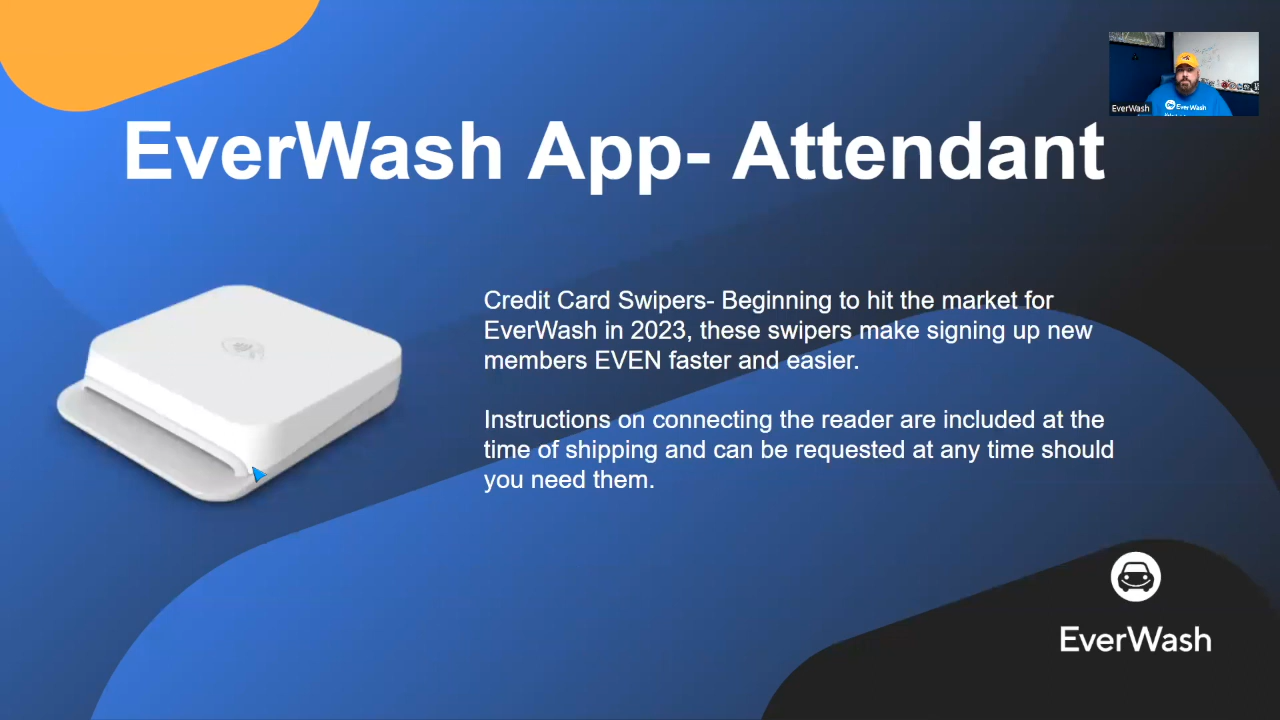 EverWash App- Attendant
EverWash
EverWash
Credit Card Swipers- Beginning to hit the market for
EverWash in 2023, these swipers make signing up new
members EVEN faster and easier.
Instructions on connecting the reader are included at the
time of shipping and can be requested at any time should
you need them.
EverWash